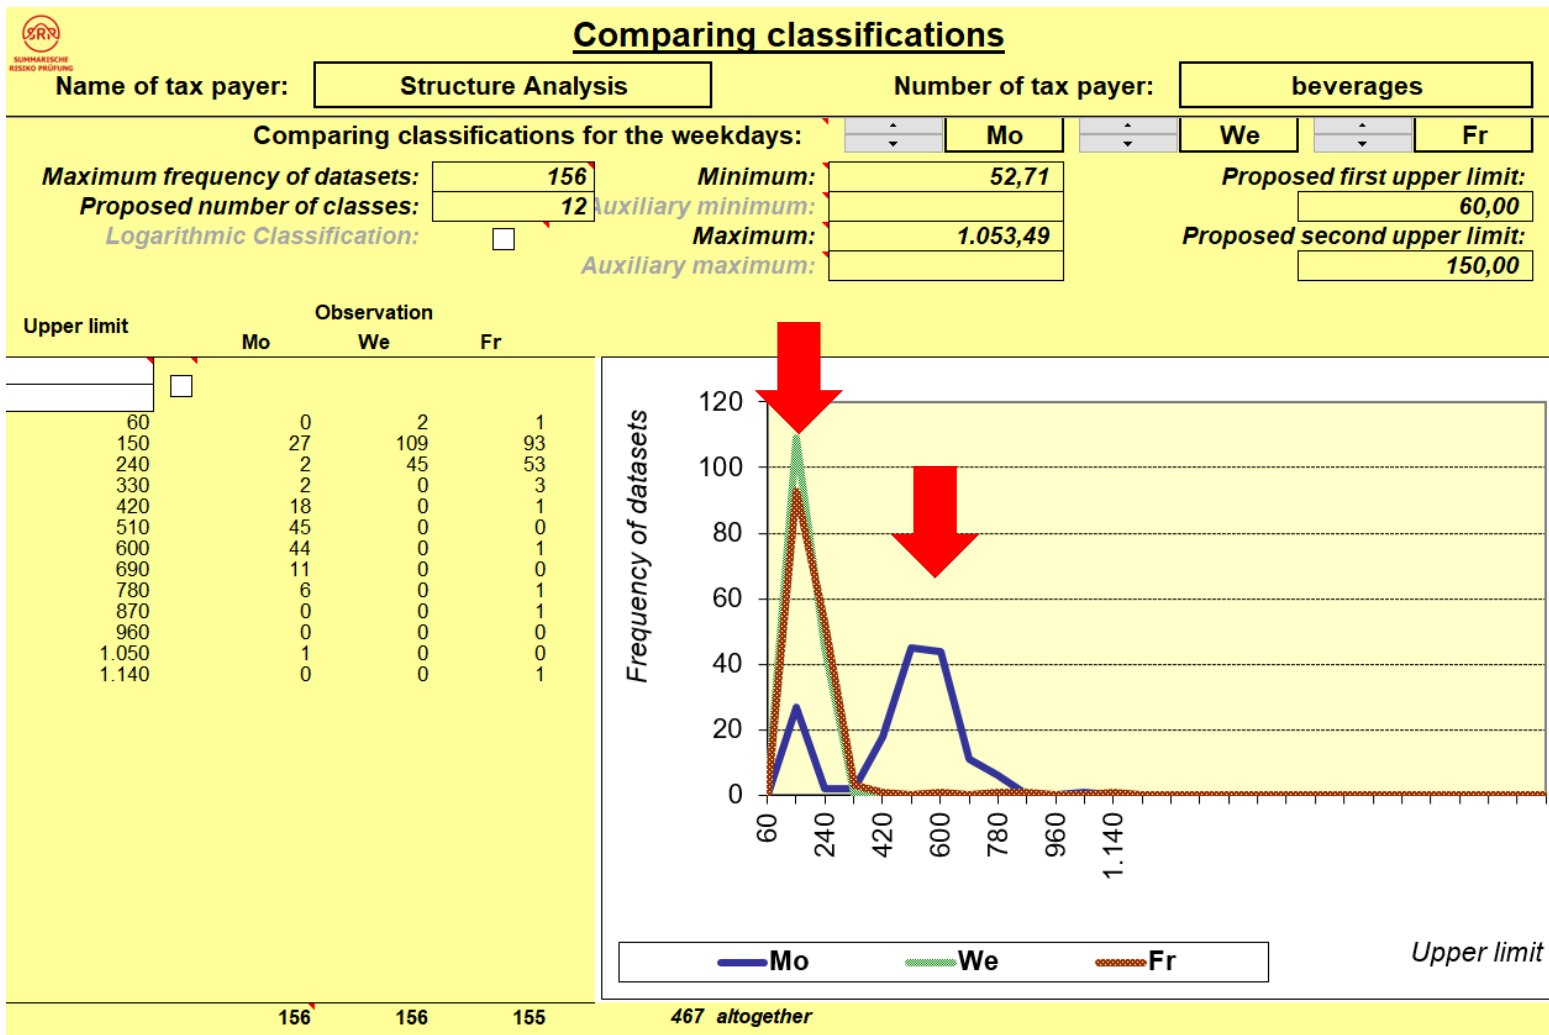 Comparing classifications
SRP
SUMMARISCHE
RISIKO PRÜFUNG
Name of tax payer: Structure Analysis Number of tax payer: beverages
Comparing classifications for the weekdays: Mo We Fr
Maximum frequency of datasets: 156 Minimum: 52,71 Proposed first upper limit:
Proposed number of classes: 12 Auxiliary minimum: 60,00
Logarithmic Classification: Maximum: 1.053,49 Proposed second upper limit:
Auxiliary maximum: 150,00
Observation
Upper limit
Mo We Fr
60 0 2 1
150 27 109 93
240 2 45 53
330 2 0 3
420 18 0 1
510 45 0 0
600 44 0 1
690 11 0 0
780 6 0 1
870 0 0 1
960 0 0 0
1.050 1 0 0
1.140 0 0 1
156 156 155
Frequency of datasets
120
100
80
60
40
20
0
60 240 420 600 780 960 1.140
Upper limit
Mo We Fr
467 altogether